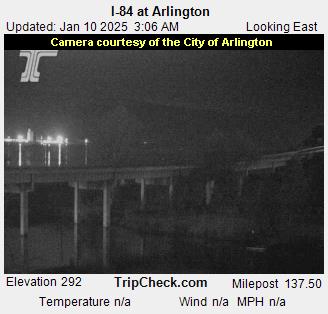 I-84 at Arlington
Updated: Jan 10 2025 3:06 AM Looking East
Camera courtesy of the City of Arlington
Elevation 292 TripCheck.com Milepost 137.50
Temperature n/a Wind n/a MPH n/a